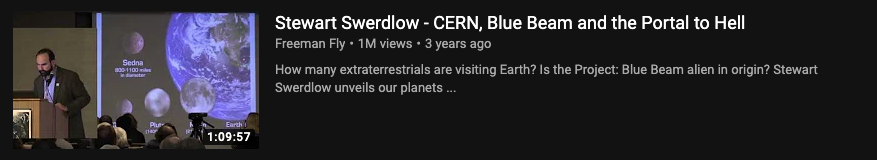 Stewart Swerdlow - CERN, Blue Beam and the Portal to Hell
Freeman Fly • 1M views • 3 years ago
How many extraterrestrials are visiting Earth? Is the Project: Blue Beam alien in origin? Stewart
Swerdlow unveils our planets ...
Sedna
800-1100 miles
in diameter
Earth
1:09:57